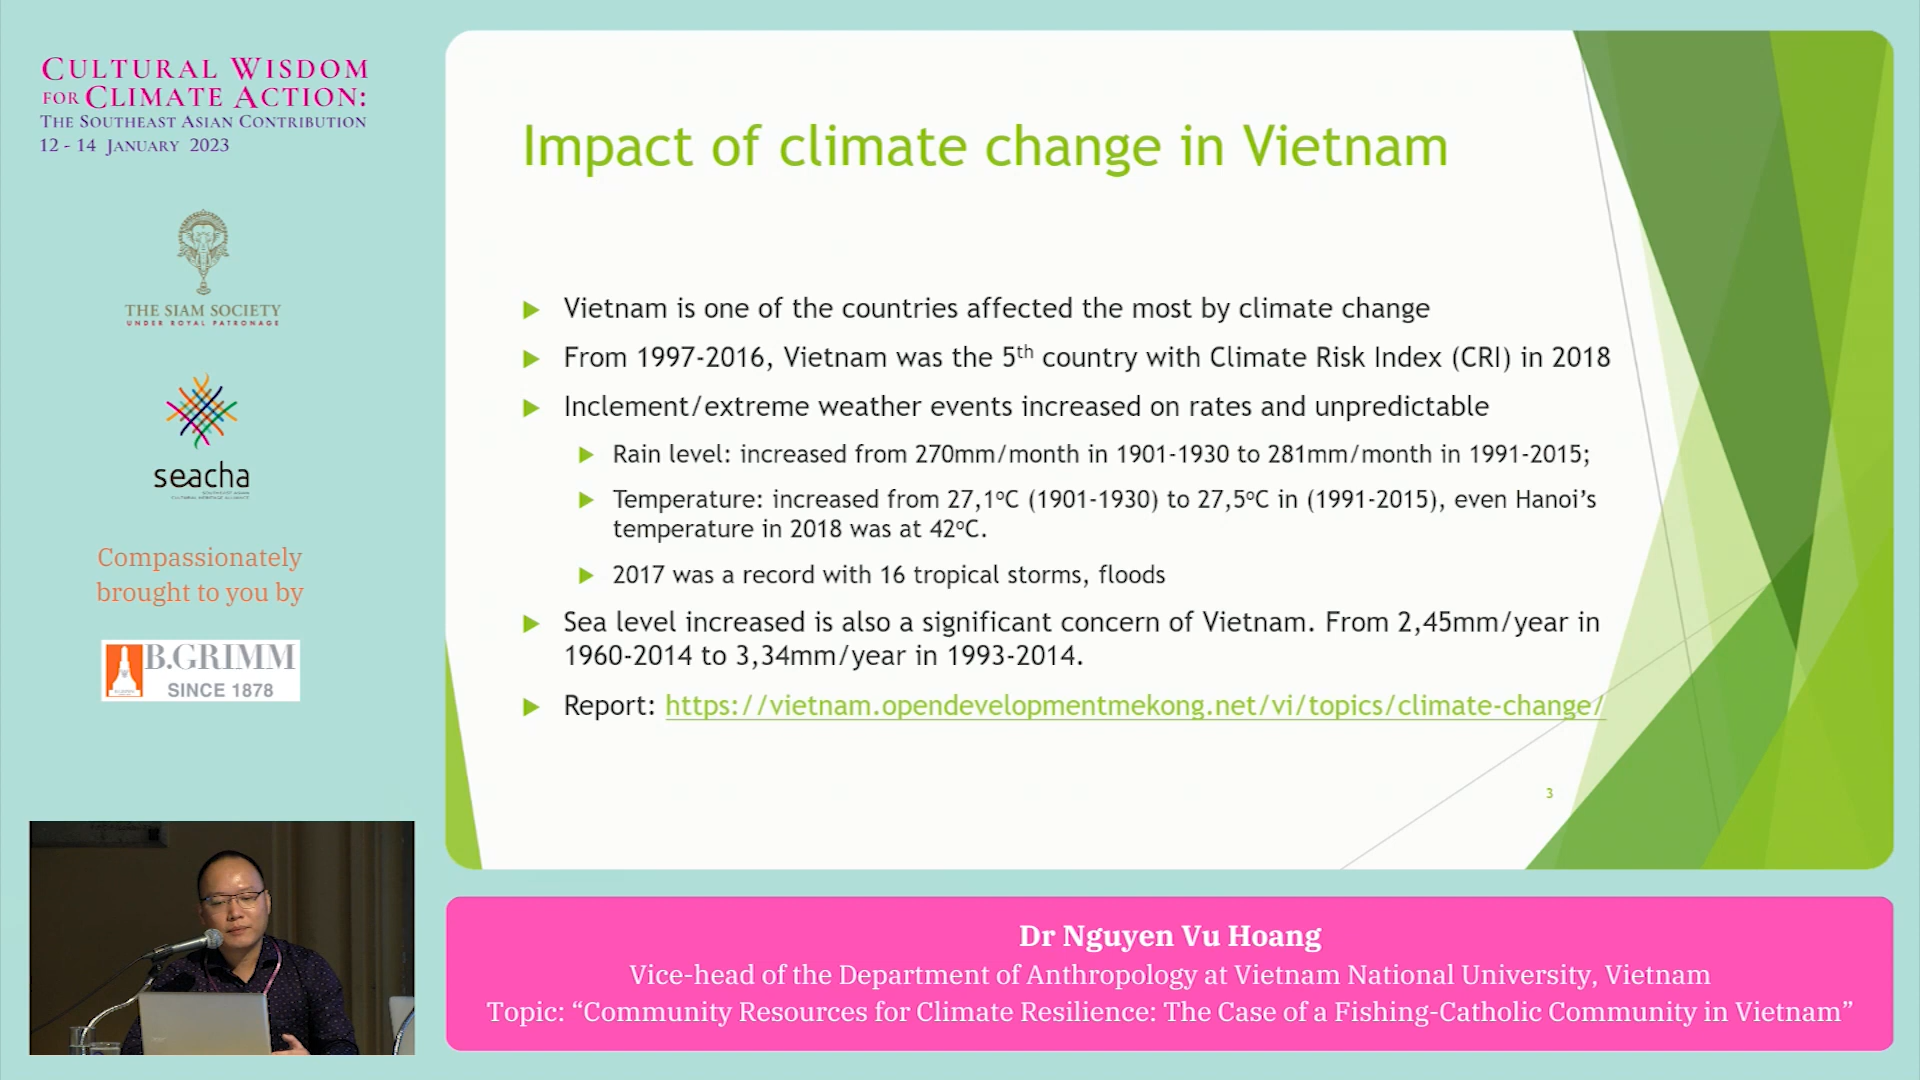 CULTURAL WISDOM
FOR CLIMATE ACTION:
THE SOUTHEAST ASIAN CONTRIBUTION
12 - 14 JANUARY 2023
THE SIAM SOCIETY
UNDER ROYAL PATRONAGE
seacha
SOUTHEAST ASIAN
CULTURAL HERITAGE ALLIANCE
Compassionately
brought to you by
B.GRIMM
SINCE 1878
Impact of climate change in Vietnam
Vietnam is one of the countries affected the most by climate change
From 1997-2016, Vietnam was the 5th country with Climate Risk Index (CRI) in 2018
Inclement/extreme weather events increased on rates and unpredictable
Rain level: increased from 270mm/month in 1901-1930 to 281mm/month in 1991-2015;
Temperature: increased from 27,1ºC (1901-1930) to 27,5ºC in (1991-2015), even Hanoi’s
temperature in 2018 was at 42ºC.
2017 was a record with 16 tropical storms, floods
Sea level increased is also a significant concern of Vietnam. From 2,45mm/year in
1960-2014 to 3,34mm/year in 1993-2014.
Report: https://vietnam.opendevelopmentmekong.net/vi/topics/climate-change/
3
Dr Nguyen Vu Hoang
Vice-head of the Department of Anthropology at Vietnam National University, Vietnam
Topic: “Community Resources for Climate Resilience: The Case of a Fishing-Catholic Community in Vietnam”